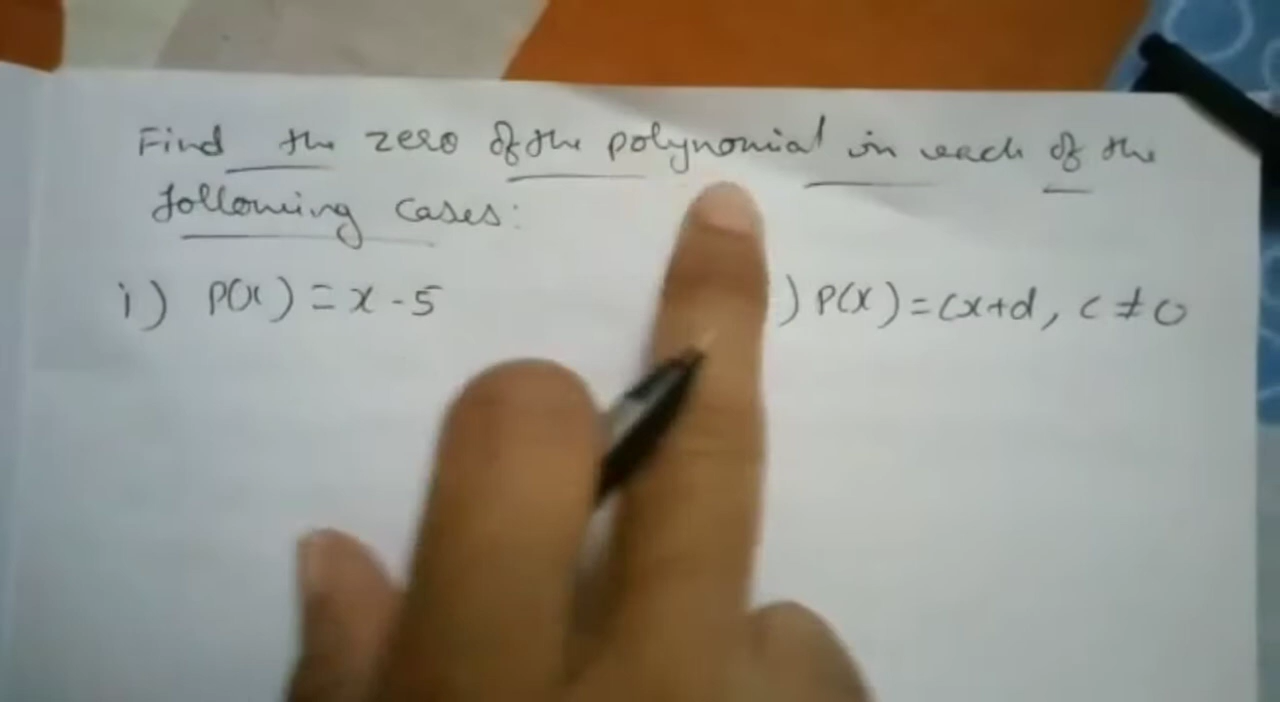 Find the zero of the polynomial in each of the
following cases:
i) P(x) = x - 5
) P(x) = cx+d, c ≠ 0